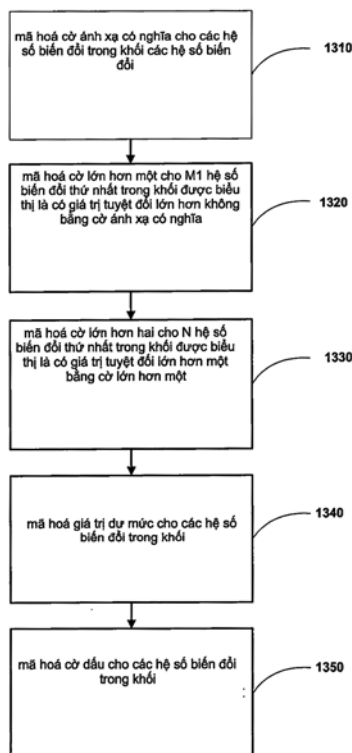 mã hoá cờ ánh xạ có nghĩa cho các hệ
số biến đổi trong khối các hệ số biến
đổi
1310
mã hoá cờ lớn hơn một cho M1 hệ số
biến đổi thứ nhất trong khối được biểu
thị là có giá trị tuyệt đối lớn hơn không
bằng cờ ánh xạ có nghĩa
1320
mã hoá cờ lớn hơn hai cho N hệ số
biến đổi thứ nhất trong khối được biểu
thị là có giá trị tuyệt đối lớn hơn một
bằng cờ lớn hơn một
1330
mã hoá giá trị dư mức cho các hệ số
biến đổi trong khối
1340
mã hoá cờ dấu cho các hệ số biến đổi
trong khối
1350